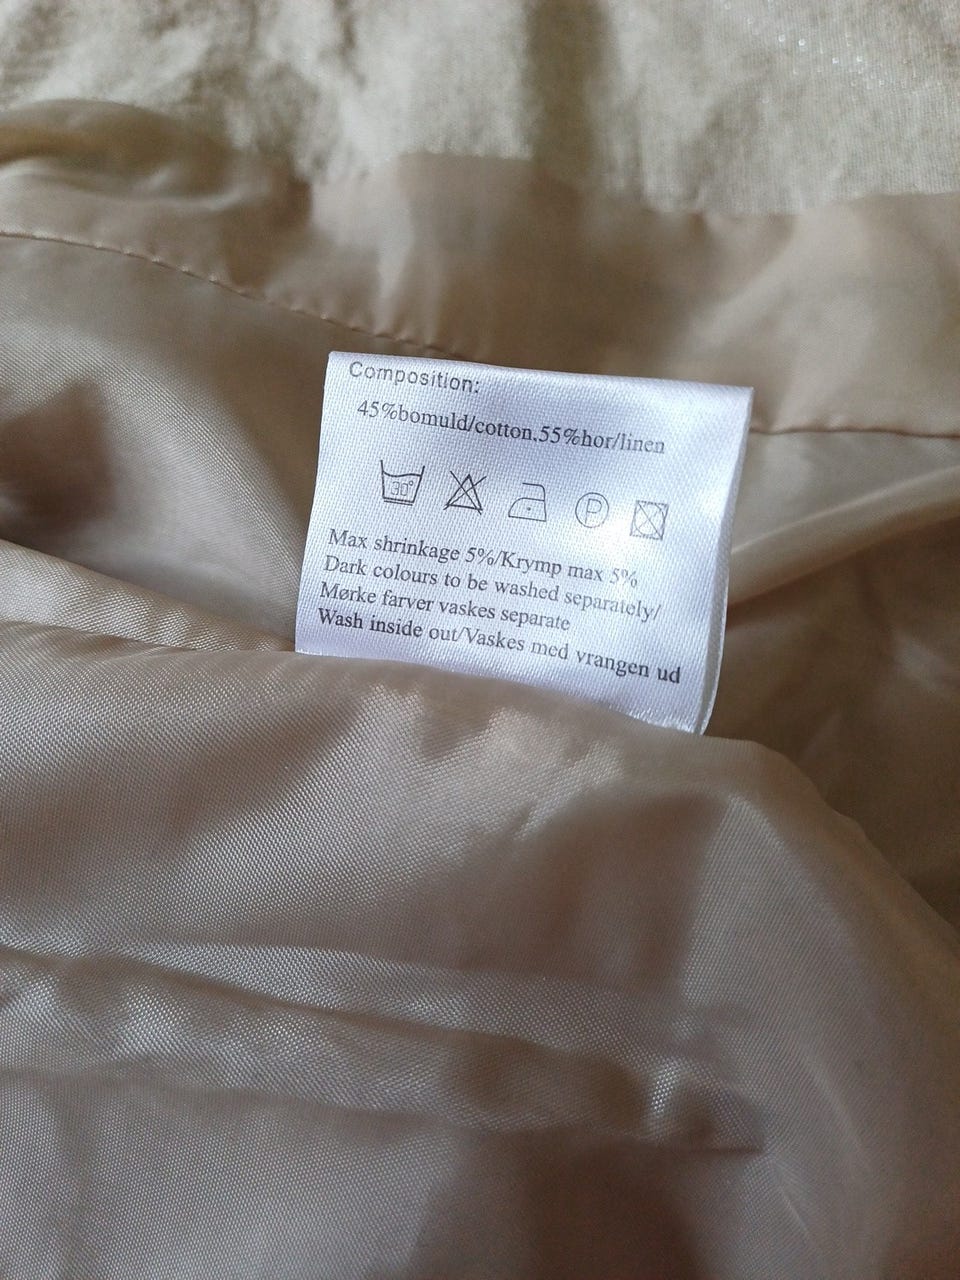 Composition:
45%bomuld/cotton,55%hor/linen
30°
P
Max shrinkage 5%/Krymp max 5%
Dark colours to be washed separately/
Mørke farver vaskes separate
Wash inside out/Vaskes med vrangen ud